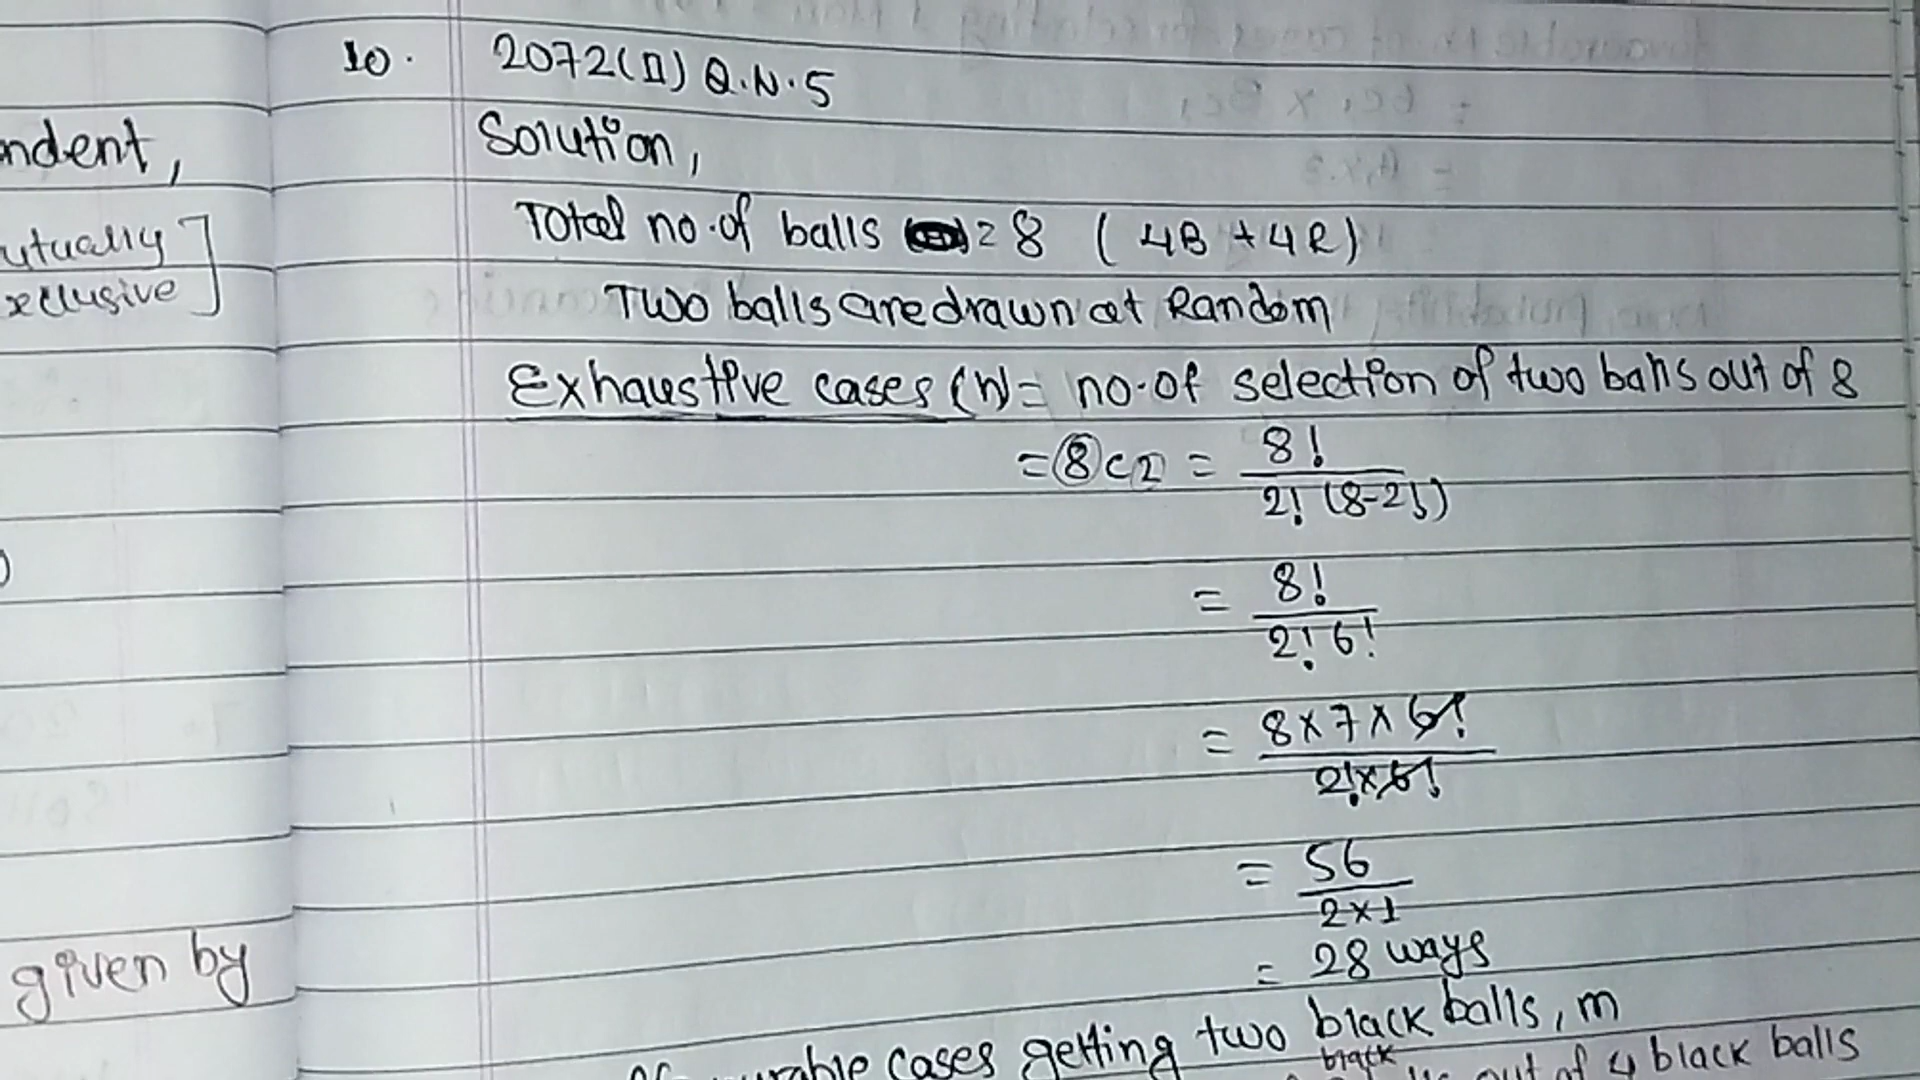 ndent,
utually]
xclusive]
)
given by
10. 2072(II) Q.N.5
Solution,
Total no.of balls = 8 (4B + 4R)
Two balls are drawn at Random
Exhaustive cases (n) = no.of selection of two balls out of 8
= 8c2 = 8! / 2! (8-2!)
= 8! / 2! 6!
= 8 x 7 x 6! / 2! x 6!
= 56 / 2 x 1
= 28 ways
cases getting two black balls, m
black
out of 4 black balls